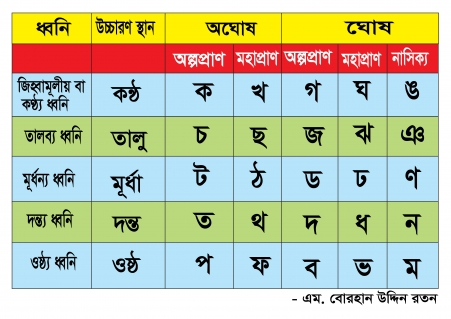 ধ্বনি উচ্চারণ স্থান অঘোষ ঘোষ
অল্পপ্রাণ মহাপ্রাণ অল্পপ্রাণ মহাপ্রাণ নাসিক্য
জিহ্বামূলীয় বা
কণ্ঠ্য ধ্বনি কন্ঠ ক খ গ ঘ ঙ
তালব্য ধ্বনি তালু চ ছ জ ঝ ঞ
মূর্ধন্য ধ্বনি মূর্ধা ট ঠ ড ঢ ণ
দন্ত্য ধ্বনি দন্ত ত থ দ ধ ন
ওষ্ঠ্য ধ্বনি ওষ্ঠ প ফ ব ভ ম
- এম. বোরহান উদ্দিন রতন